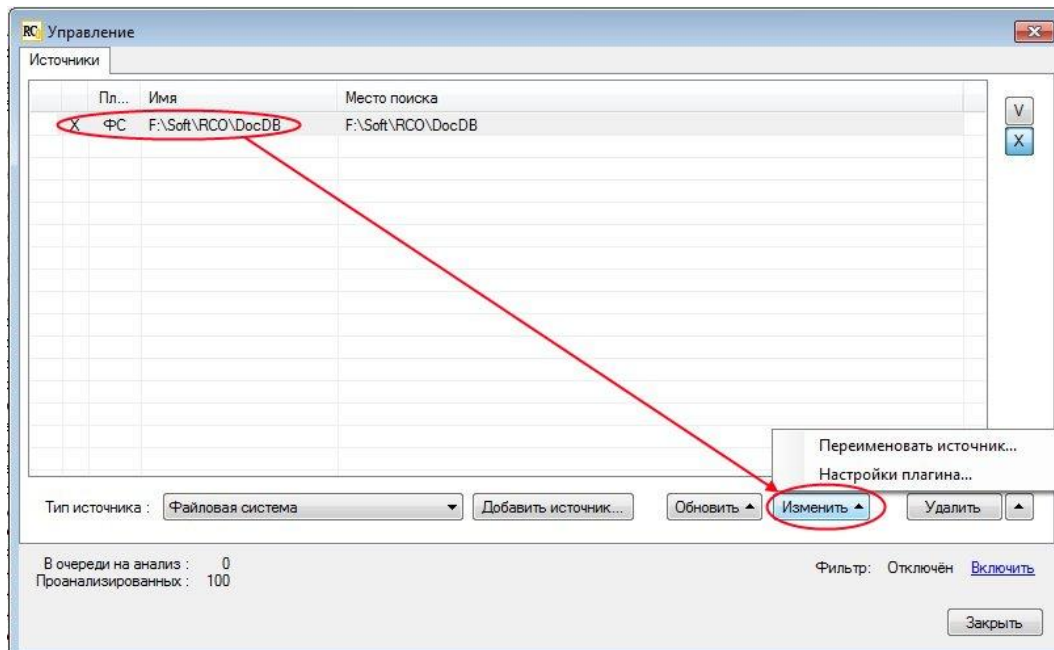 RC Управление
Источники
Пл... Имя Место поиска
X ФС F:\Soft\RCO\DocDB F:\Soft\RCO\DocDB
V
X
Переименовать источник...
Настройки плагина...
Тип источника : Файловая система Добавить источник... Обновить Изменить Удалить
В очереди на анализ : 0
Проанализированных : 100
Фильтр: Отключён Включить
Закрыть